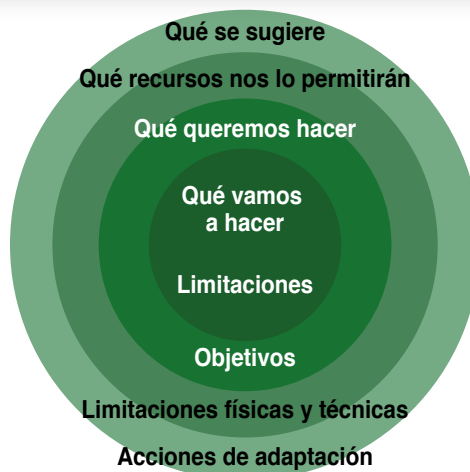 Qué se sugiere
Qué recursos nos lo permitirán
Qué queremos hacer
Qué vamos
a hacer
Limitaciones
Objetivos
Limitaciones físicas y técnicas
Acciones de adaptación